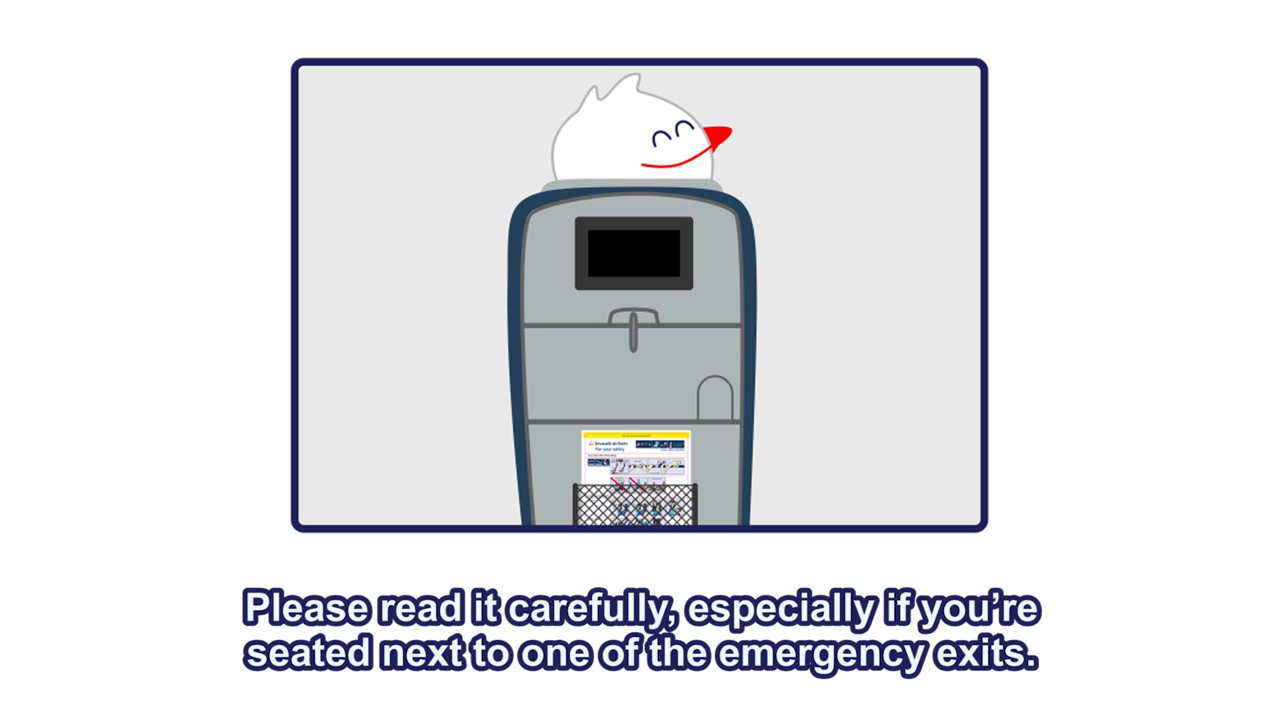 brussels airlines
For your safety
Please read it carefully, especially if you’re
seated next to one of the emergency exits.